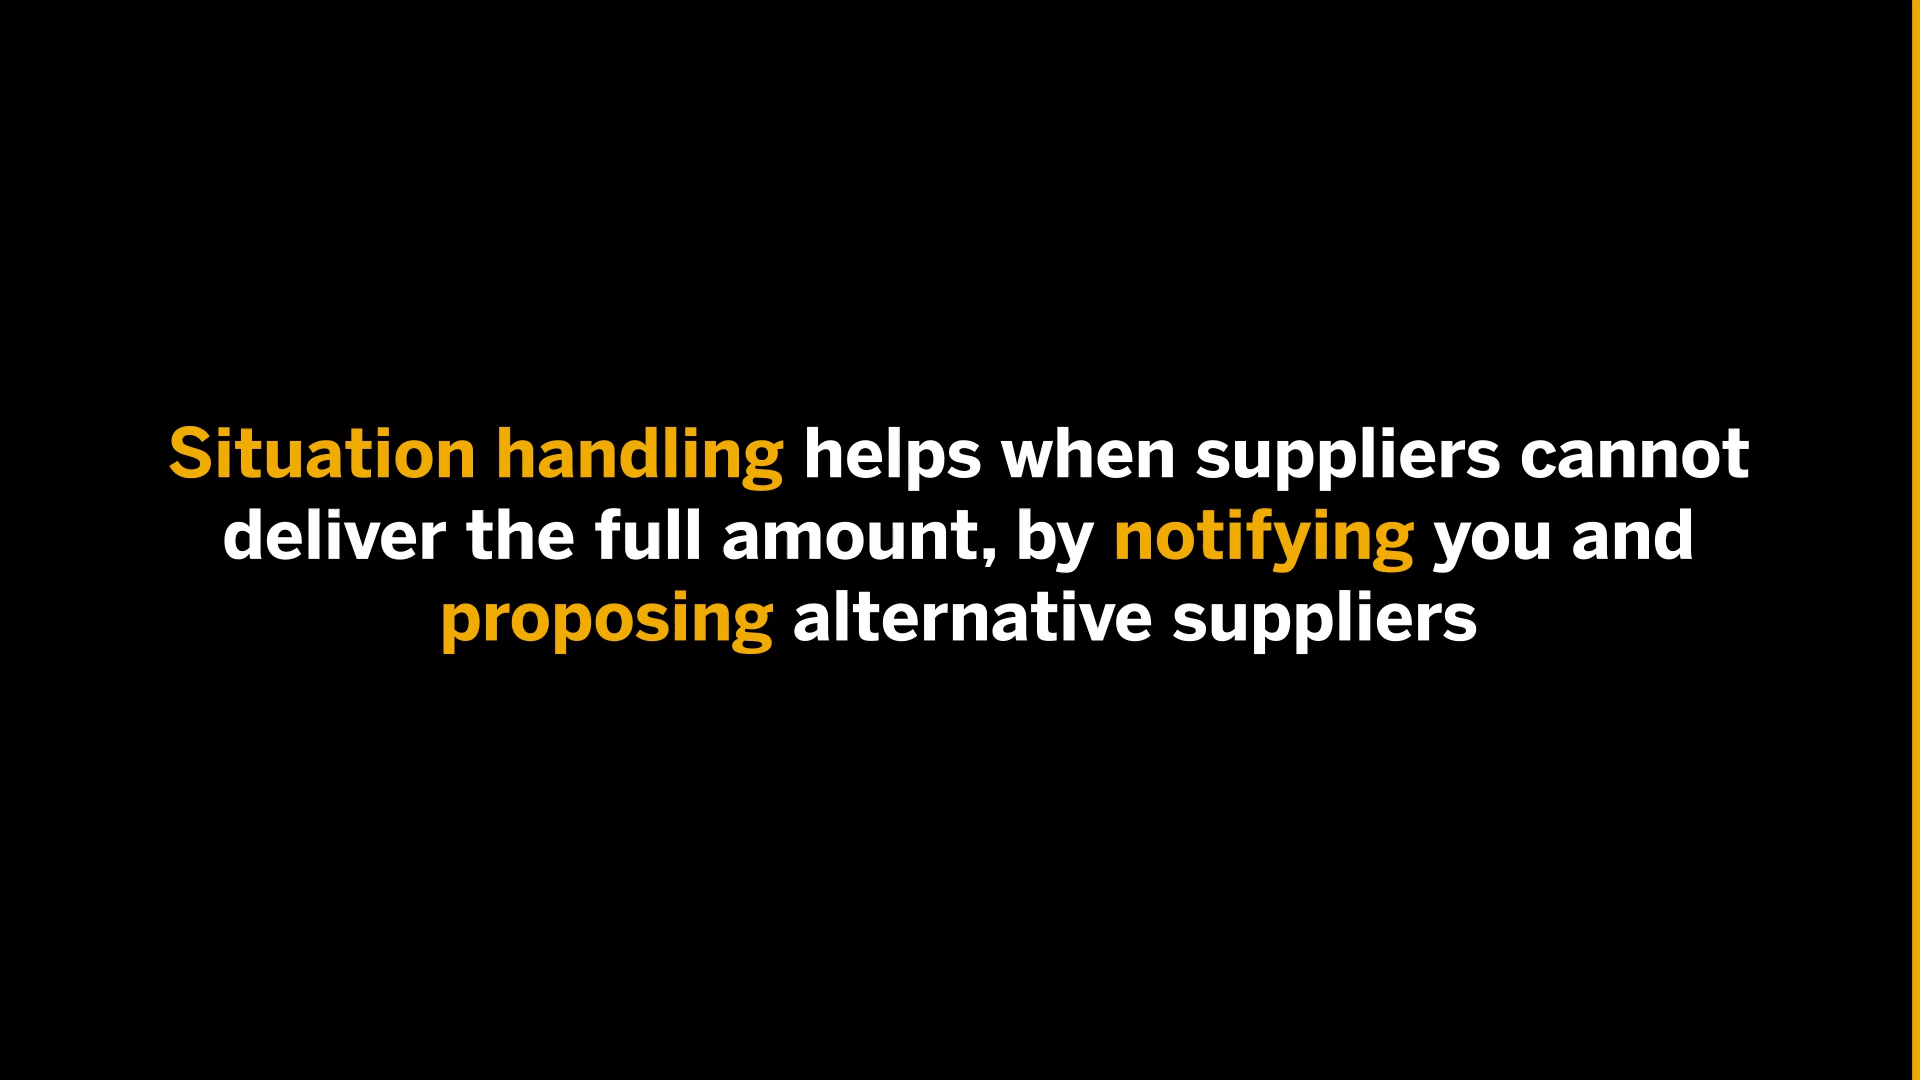 Situation handling helps when suppliers cannot
deliver the full amount, by notifying you and
proposing alternative suppliers